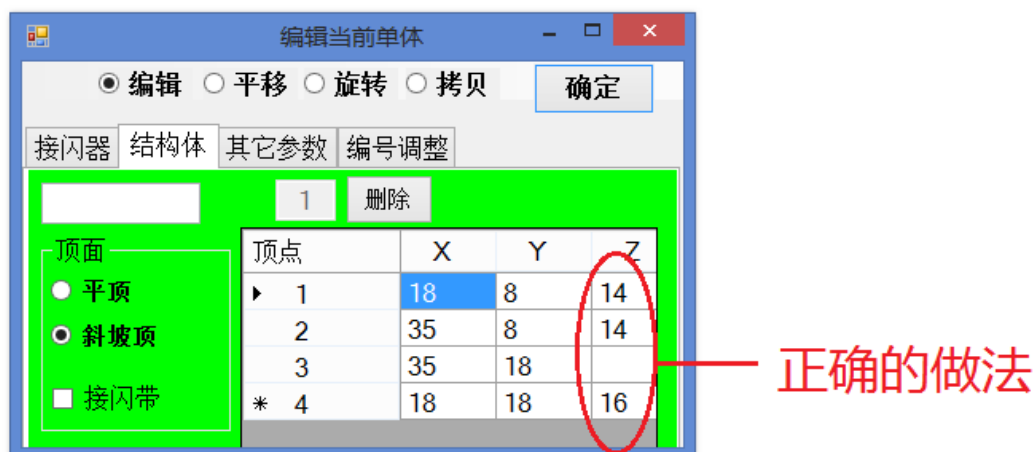 编辑当前单体
编辑 平移 旋转 拷贝 确定
接闪器 结构体 其它参数 编号调整
1 删除
顶面
平顶
斜坡顶
接闪带
顶点 X Y Z
1 18 8 14
2 35 8 14
3 35 18
* 4 18 18 16
正确的做法